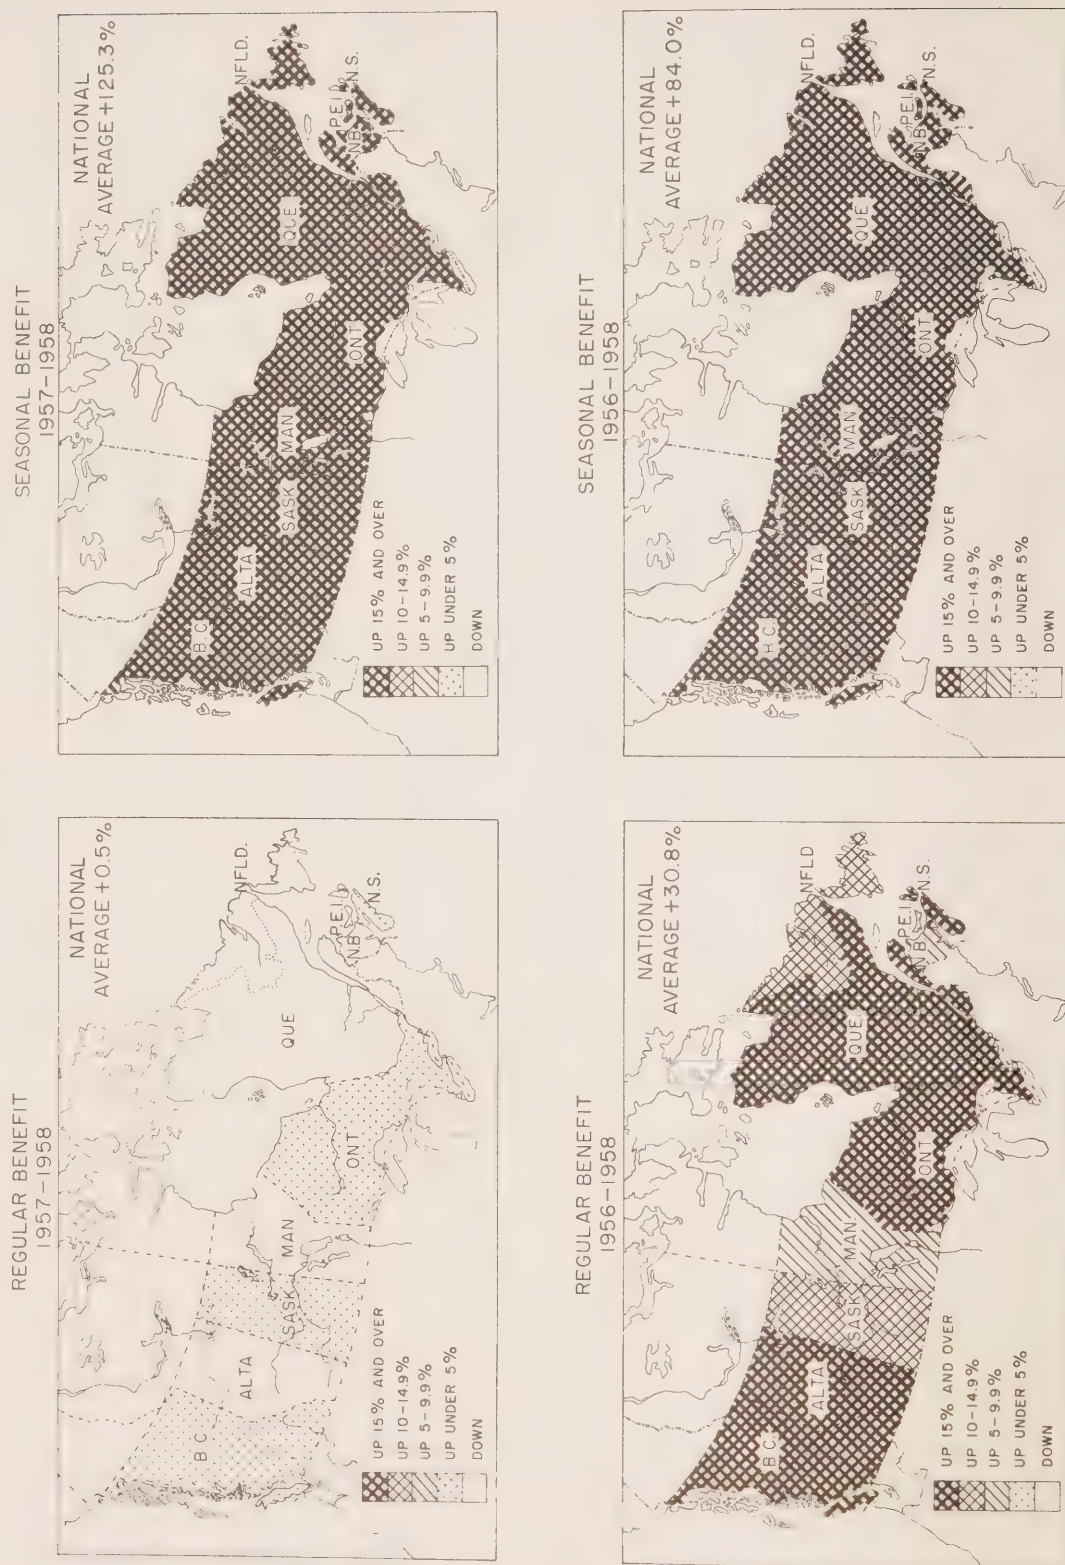 REGULAR BENEFIT
1957-1958
NATIONAL
AVERAGE +0.5%
B C
ALTA
SASK
MAN
ONT
QUE
NFLD.
P.E.I.
NB
N.S.
UP 15% AND OVER
UP 10-14.9%
UP 5-9.9%
UP UNDER 5%
DOWN
SEASONAL BENEFIT
1957-1958
NATIONAL
AVERAGE +125.3%
B.C.
ALTA
SASK
MAN
ONT
QUE
NFLD.
P.E.I.
NB
N.S.
UP 15% AND OVER
UP 10-14.9%
UP 5-9.9%
UP UNDER 5%
DOWN
REGULAR BENEFIT
1956-1958
NATIONAL
AVERAGE +30.8%
B.C.
ALTA
SASK
MAN
ONT
QUE
NFLD
P.E.I.
NB
N.S.
UP 15% AND OVER
UP 10-14.9%
UP 5-9.9%
UP UNDER 5%
DOWN
SEASONAL BENEFIT
1956-1958
NATIONAL
AVERAGE +84.0%
B.C.
ALTA
SASK
MAN
ONT
QUE
NFLD.
P.E.I.
NB
N.S.
UP 15% AND OVER
UP 10-14.9%
UP 5-9.9%
UP UNDER 5%
DOWN